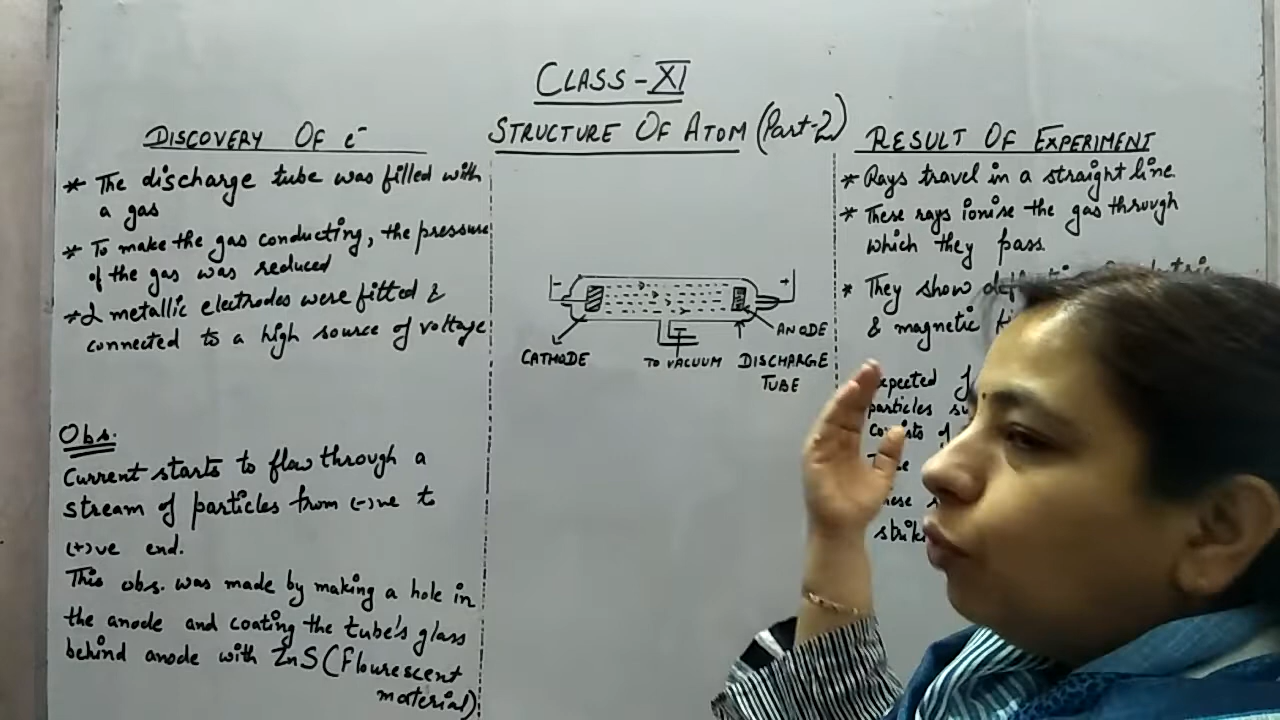 CLASS-XI
STRUCTURE OF ATOM (Part-2)
DISCOVERY OF e⁻
* The discharge tube was filled with
a gas
* To make the gas conducting, the pressure
of the gas was reduced
* 2 metallic electrodes were fitted &
connected to a high source of voltage
Obs.
Current starts to flow through a
stream of particles from (-)ve to
(+)ve end.
This obs. was made by making a hole in
the anode and coating the tube's glass
behind anode with ZnS (Flourescent
material)
- +
CATHODE
TO VACUUM
ANODE
DISCHARGE
TUBE
RESULT OF EXPERIMENT
* Rays travel in a straight line
* These rays ionise the gas through
which they pass
* They show
& magnetic
particles